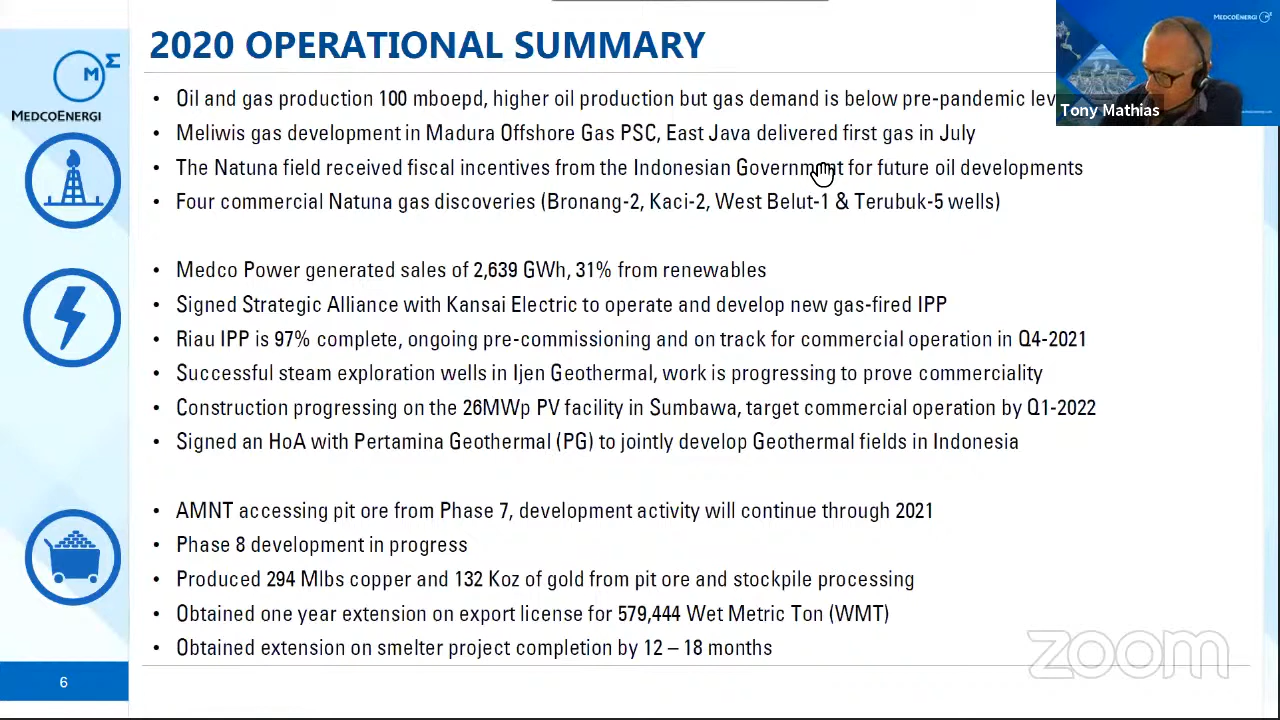 2020 OPERATIONAL SUMMARY
MEDCOENERGI
Tony Mathias
M
MEDCOENERGI
• Oil and gas production 100 mboepd, higher oil production but gas demand is below pre-pandemic lev
• Meliwis gas development in Madura Offshore Gas PSC, East Java delivered first gas in July
• The Natuna field received fiscal incentives from the Indonesian Government for future oil developments
• Four commercial Natuna gas discoveries (Bronang-2, Kaci-2, West Belut-1 & Terubuk-5 wells)
• Medco Power generated sales of 2,639 GWh, 31% from renewables
• Signed Strategic Alliance with Kansai Electric to operate and develop new gas-fired IPP
• Riau IPP is 97% complete, ongoing pre-commissioning and on track for commercial operation in Q4-2021
• Successful steam exploration wells in Ijen Geothermal, work is progressing to prove commerciality
• Construction progressing on the 26MWp PV facility in Sumbawa, target commercial operation by Q1-2022
• Signed an HoA with Pertamina Geothermal (PG) to jointly develop Geothermal fields in Indonesia
• AMNT accessing pit ore from Phase 7, development activity will continue through 2021
• Phase 8 development in progress
• Produced 294 Mlbs copper and 132 Koz of gold from pit ore and stockpile processing
• Obtained one year extension on export license for 579,444 Wet Metric Ton (WMT)
• Obtained extension on smelter project completion by 12 – 18 months
zoom
6